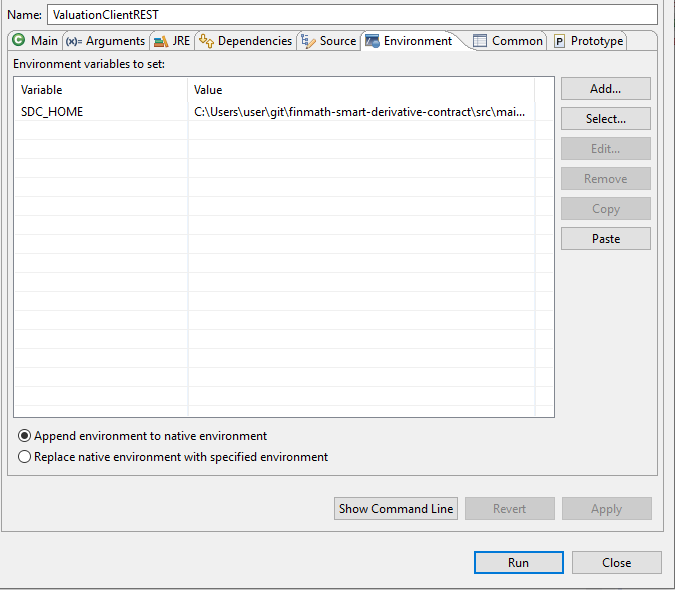 Name: ValuationClientREST
Main (x)= Arguments JRE Dependencies Source Environment Common P Prototype
Environment variables to set:
Variable Value
SDC_HOME C:\Users\user\git\finmath-smart-derivative-contract\src\mai...
Add...
Select...
Edit...
Remove
Copy
Paste
Append environment to native environment
Replace native environment with specified environment
Show Command Line Revert Apply
Run Close